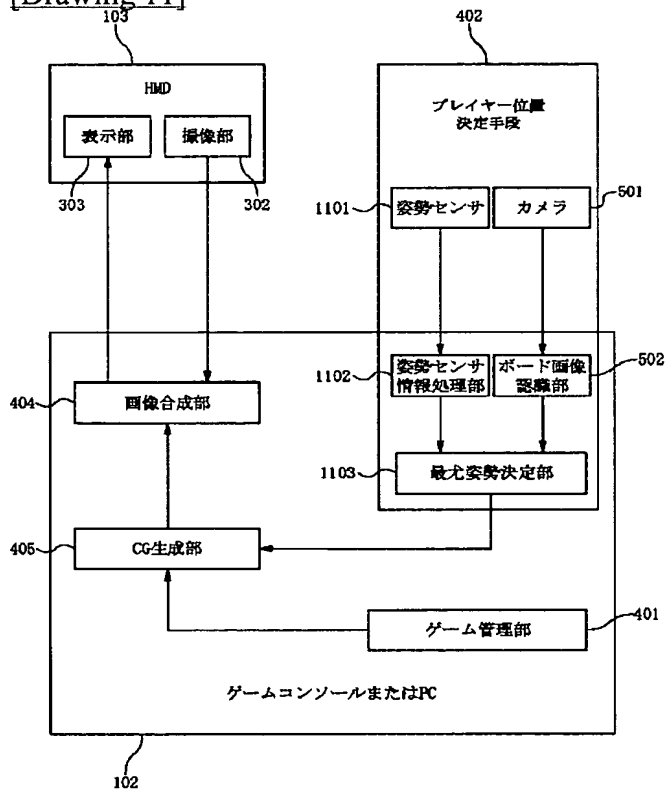 [Drawing 11]
103
402
HMD
プレイヤー位置
決定手段
表示部
撮像部
303
302
1101
姿勢センサ
カメラ
501
1102
姿勢センサ
情報処理部
ボード画像
認識部
502
404
画像合成部
1103
最尤姿勢決定部
405
CG生成部
ゲーム管理部
401
ゲームコンソールまたはPC
102